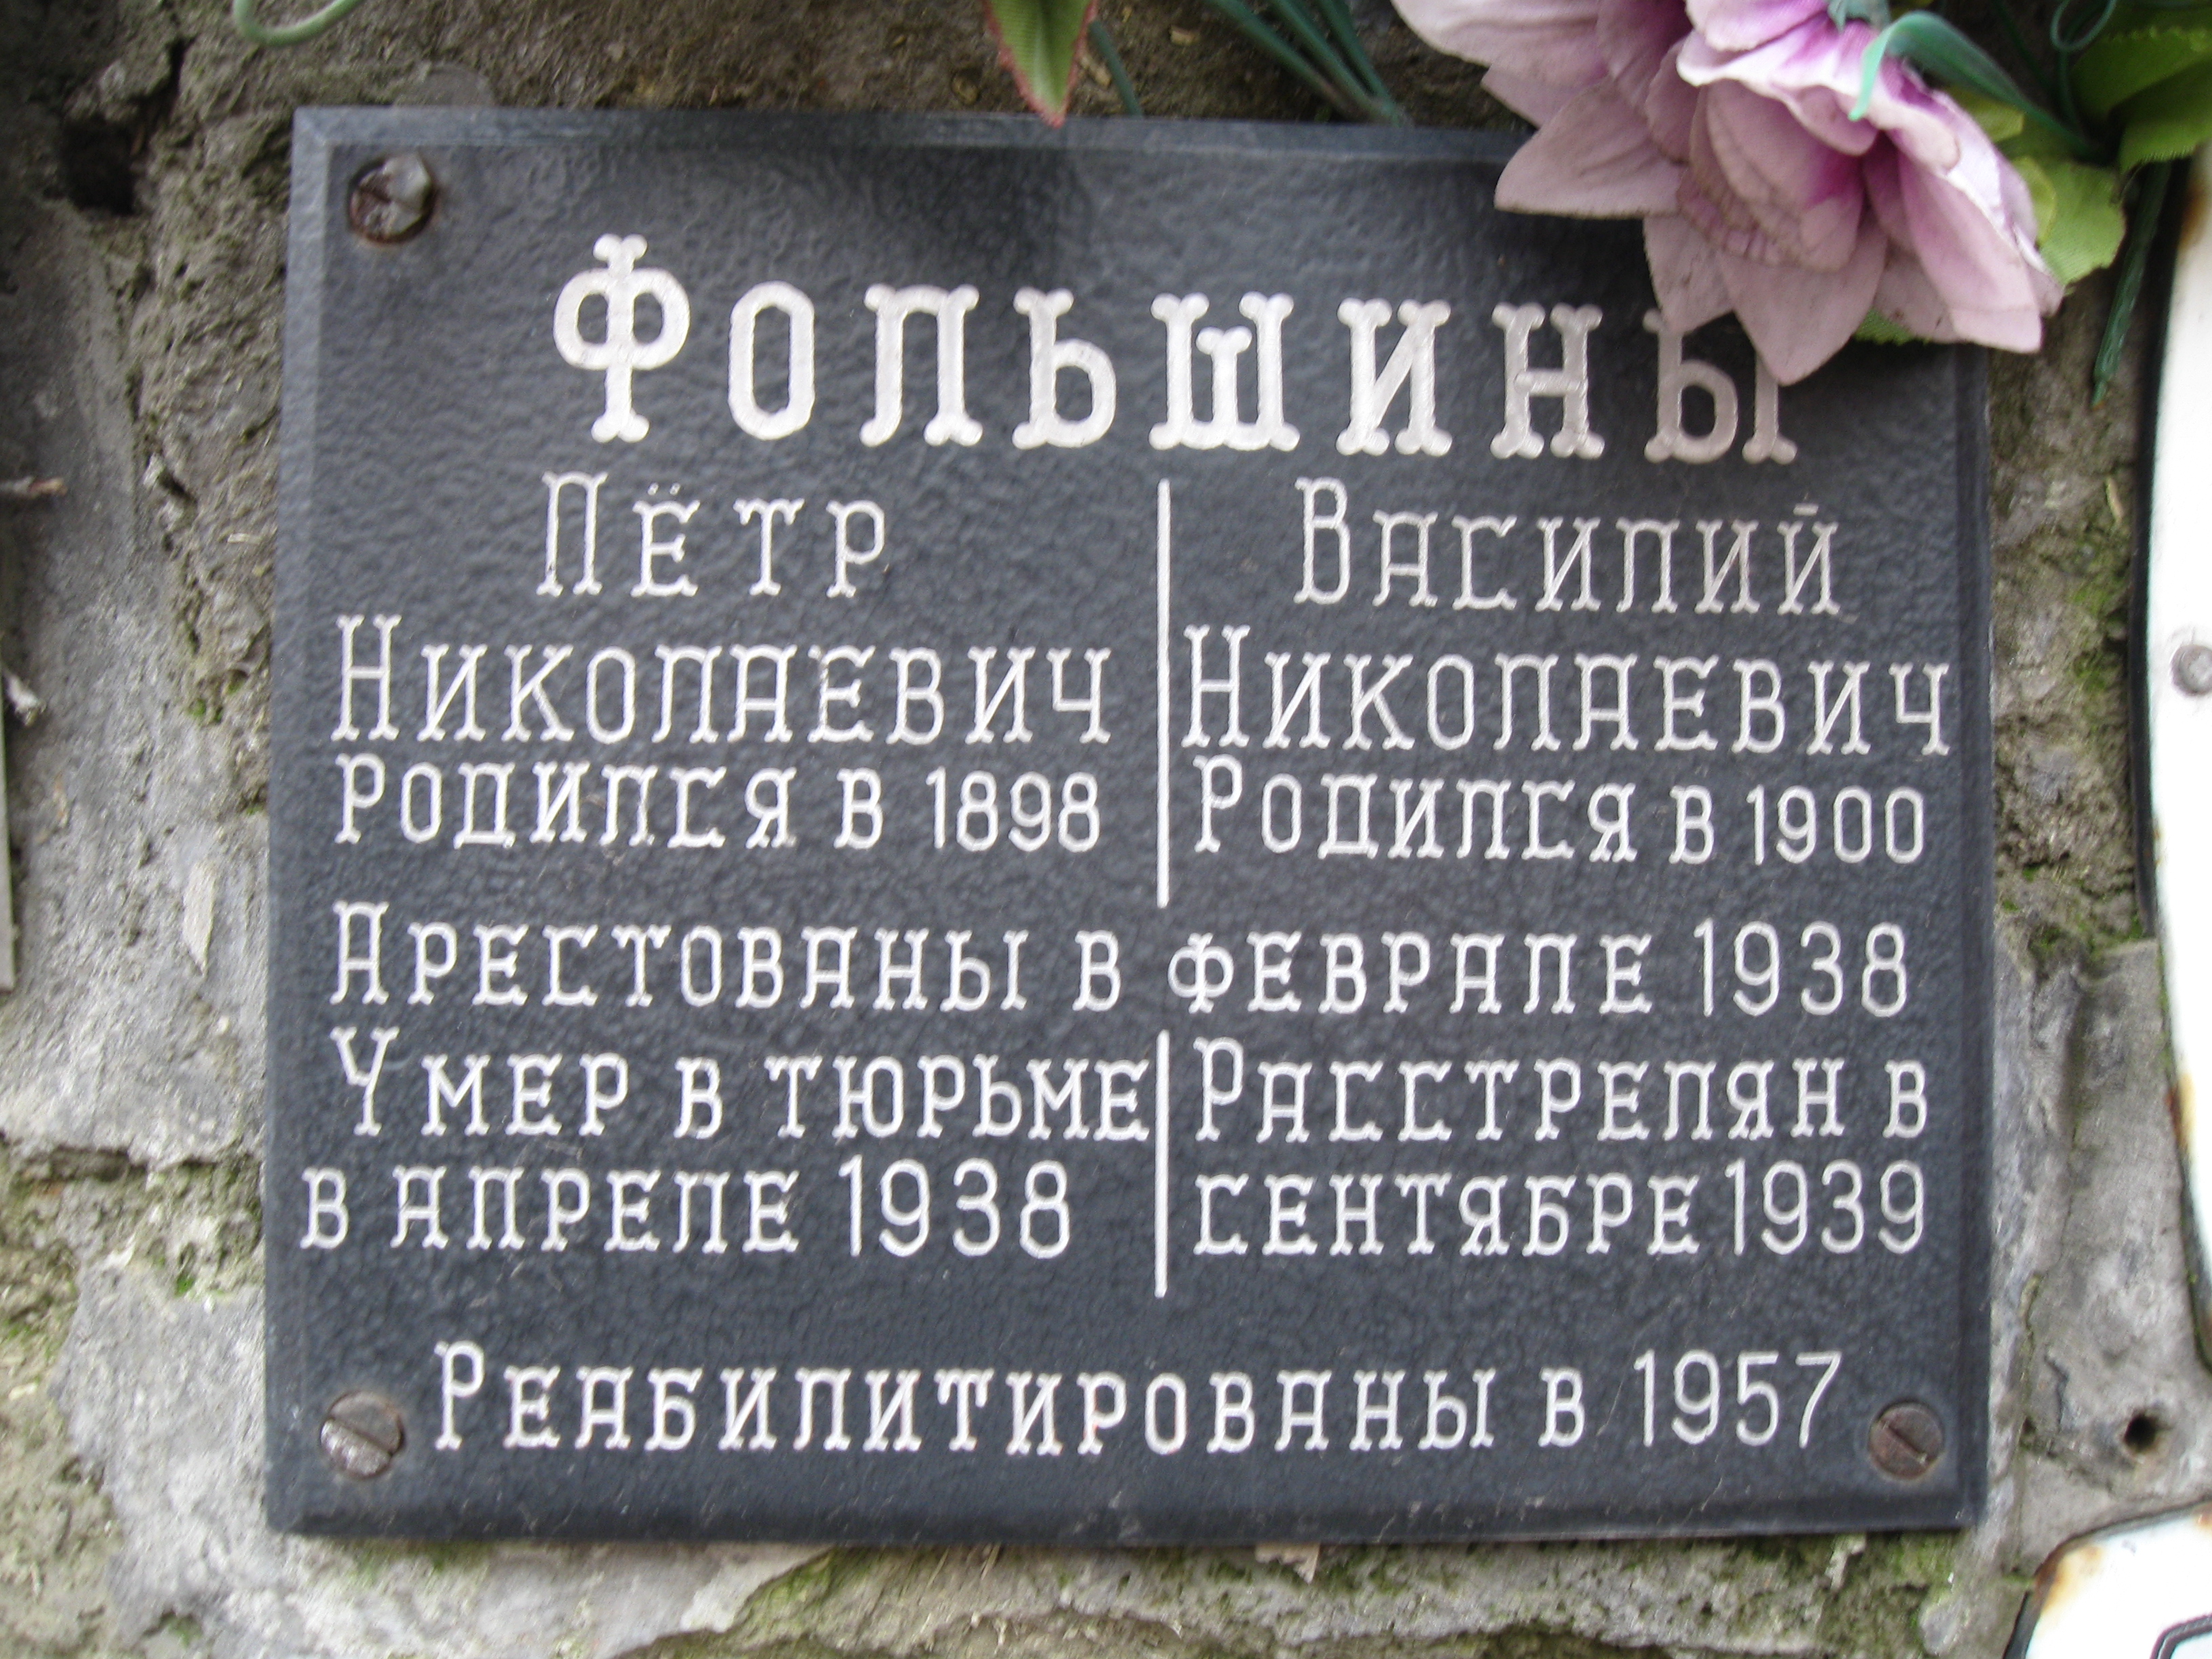 Фольшины
Пётр
Николаевич
Родился в 1898
Василий
Николаевич
Родился в 1900
Арестованы в феврале 1938
Умер в тюрьме
в апреле 1938
Расстрелян в
сентябре 1939
Реабилитированы в 1957